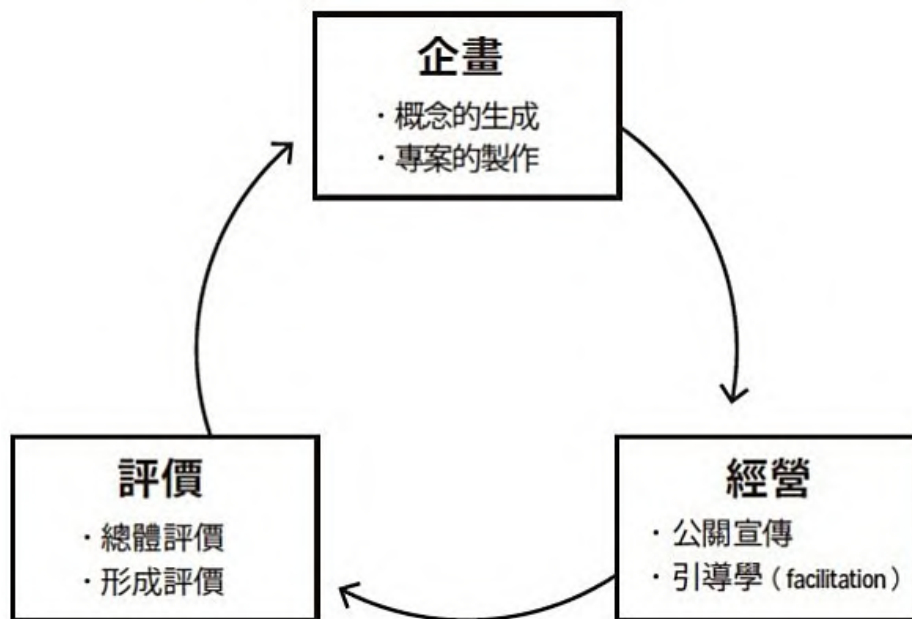 企畫
・概念的生成
・專案的製作
評價
・總體評價
・形成評價
經營
・公關宣傳
・引導學（facilitation）